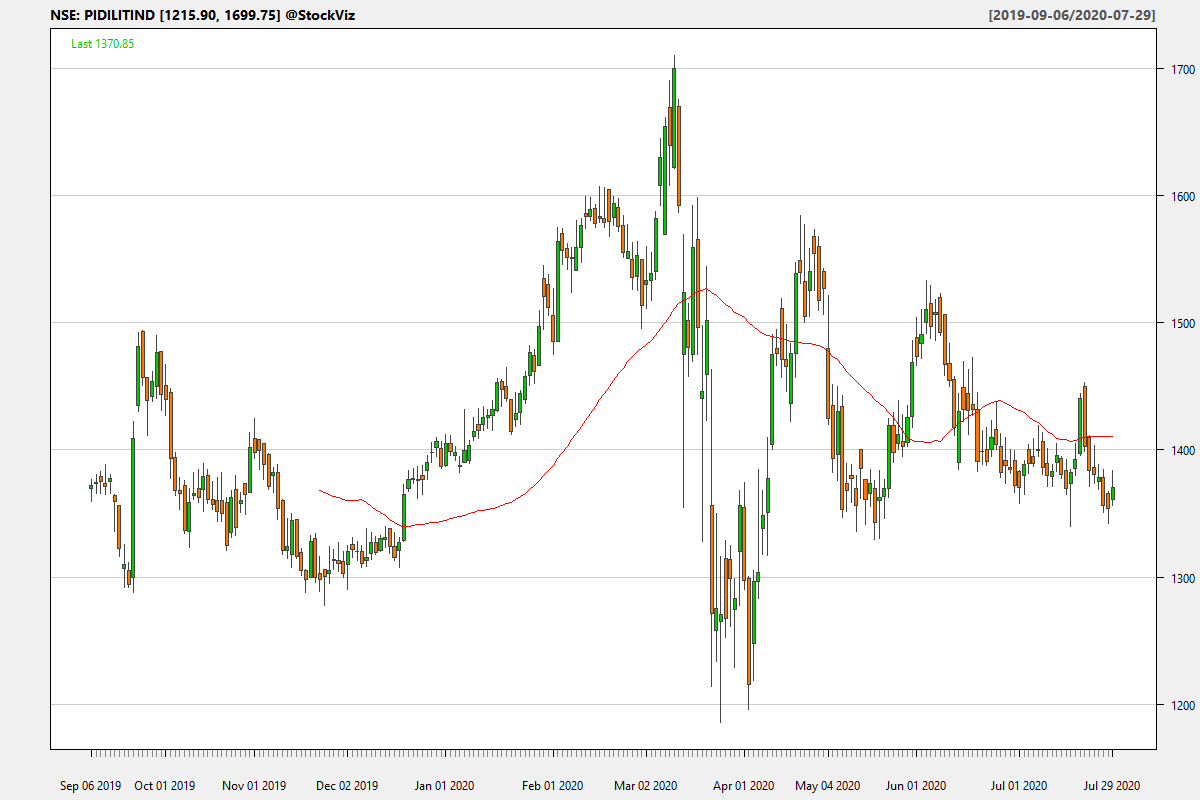 NSE: PIDILITIND [1215.90, 1699.75] @StockViz
[2019-09-06/2020-07-29]
Last 1370.85
1700
1600
1500
1400
1300
1200
Sep 06 2019 Oct 01 2019 Nov 01 2019 Dec 02 2019 Jan 01 2020 Feb 01 2020 Mar 02 2020 Apr 01 2020 May 04 2020 Jun 01 2020 Jul 01 2020 Jul 29 2020